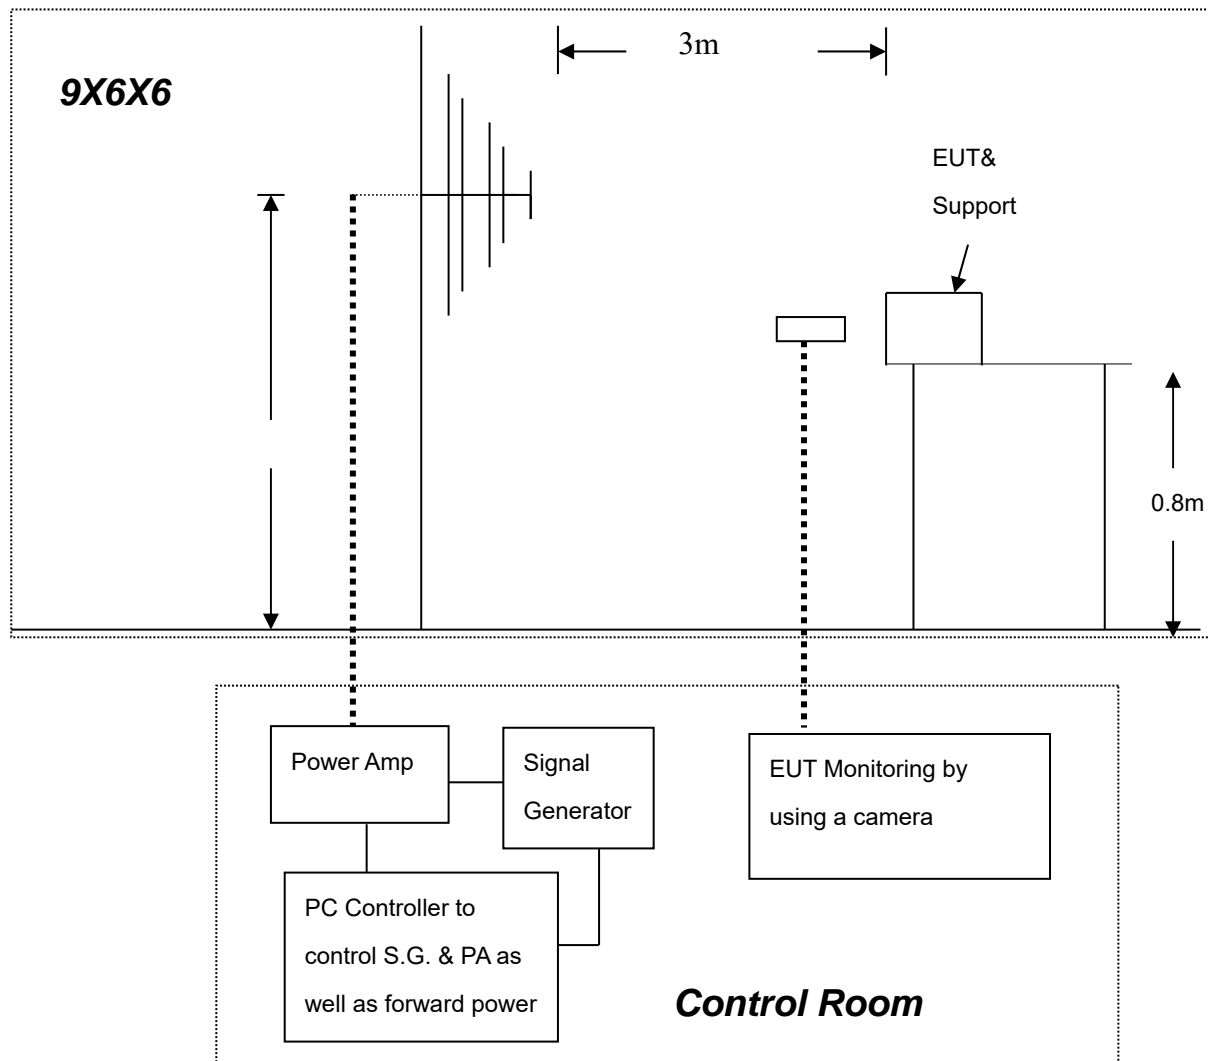 3m
9X6X6
EUT&
Support
0.8m
Power Amp
Signal
Generator
EUT Monitoring by
using a camera
PC Controller to
control S.G. & PA as
well as forward power
Control Room